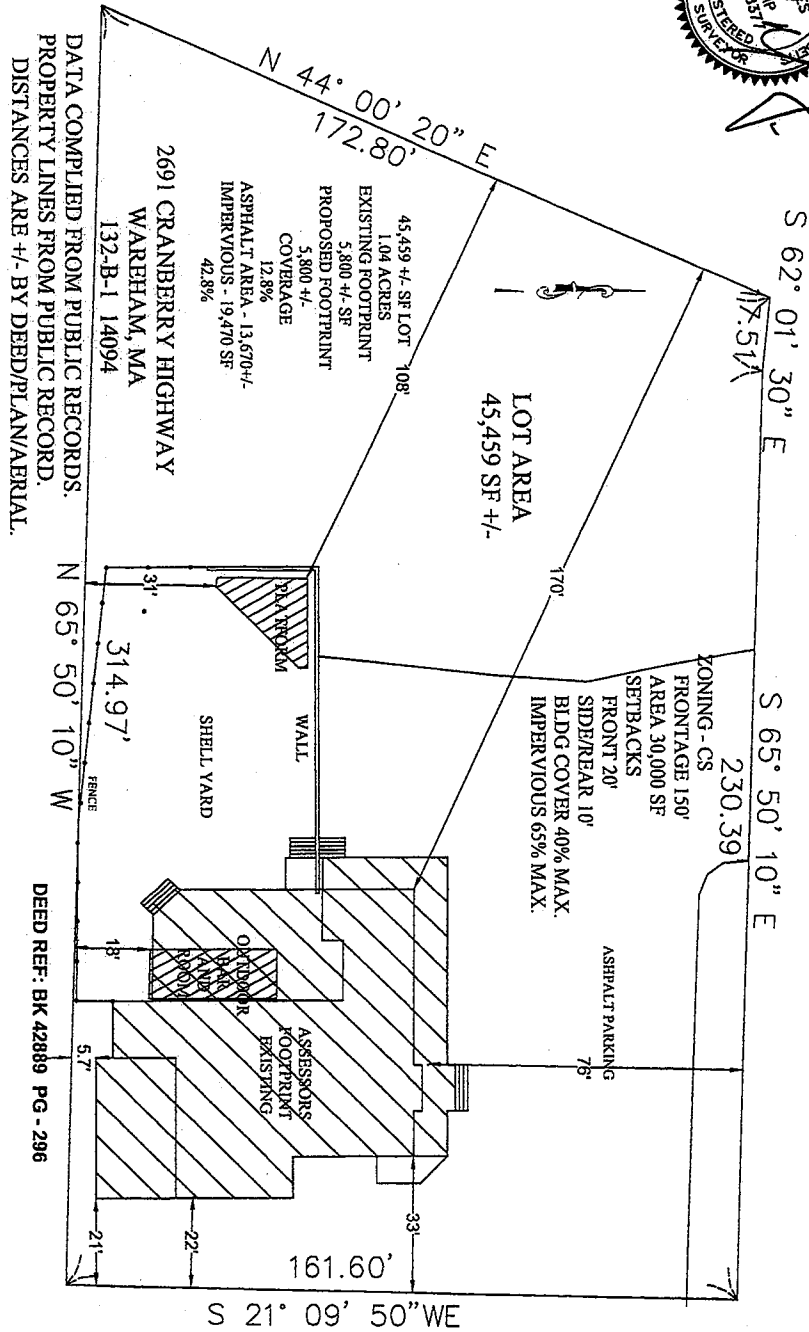 S 62° 01' 30" E
17.51'
S 65° 50' 10" E
230.39'
N 44° 00' 20" E
172.80'
STERED
SURVEYOR
45,459 +/- SF LOT
1.04 ACRES
EXISTING FOOTPRINT
5,800 +/- SF
PROPOSED FOOTPRINT
5,800 +/-
COVERAGE
12.8%
ASPHALT AREA - 13,670+/-
IMPERVIOUS - 19,470 SF
42.8%
108'
170'
LOT AREA
45,459 SF +/-
ZONING - CS
FRONTAGE 150'
AREA 30,000 SF
SETBACKS
FRONT 20'
SIDE/REAR 10'
BLDG COVER 40% MAX.
IMPERVIOUS 65% MAX.
ASHPALT PARKING
76'
2691 CRANBERRY HIGHWAY
WAREHAM, MA
132-B-1 14094
PLATFORM
31'
WALL
SHELL YARD
FENCE
OUTDOOR
BAR
AND
ROOF
18'
ASSESSORS
FOOTPRINT
EXISTING
5.7'
33'
22'
21'
161.60'
S 21° 09' 50"WE
314.97'
N 65° 50' 10" W
DATA COMPLIED FROM PUBLIC RECORDS.
PROPERTY LINES FROM PUBLIC RECORD.
DISTANCES ARE +/- BY DEED/PLAN/AERIAL.
DEED REF: BK 42889 PG - 296